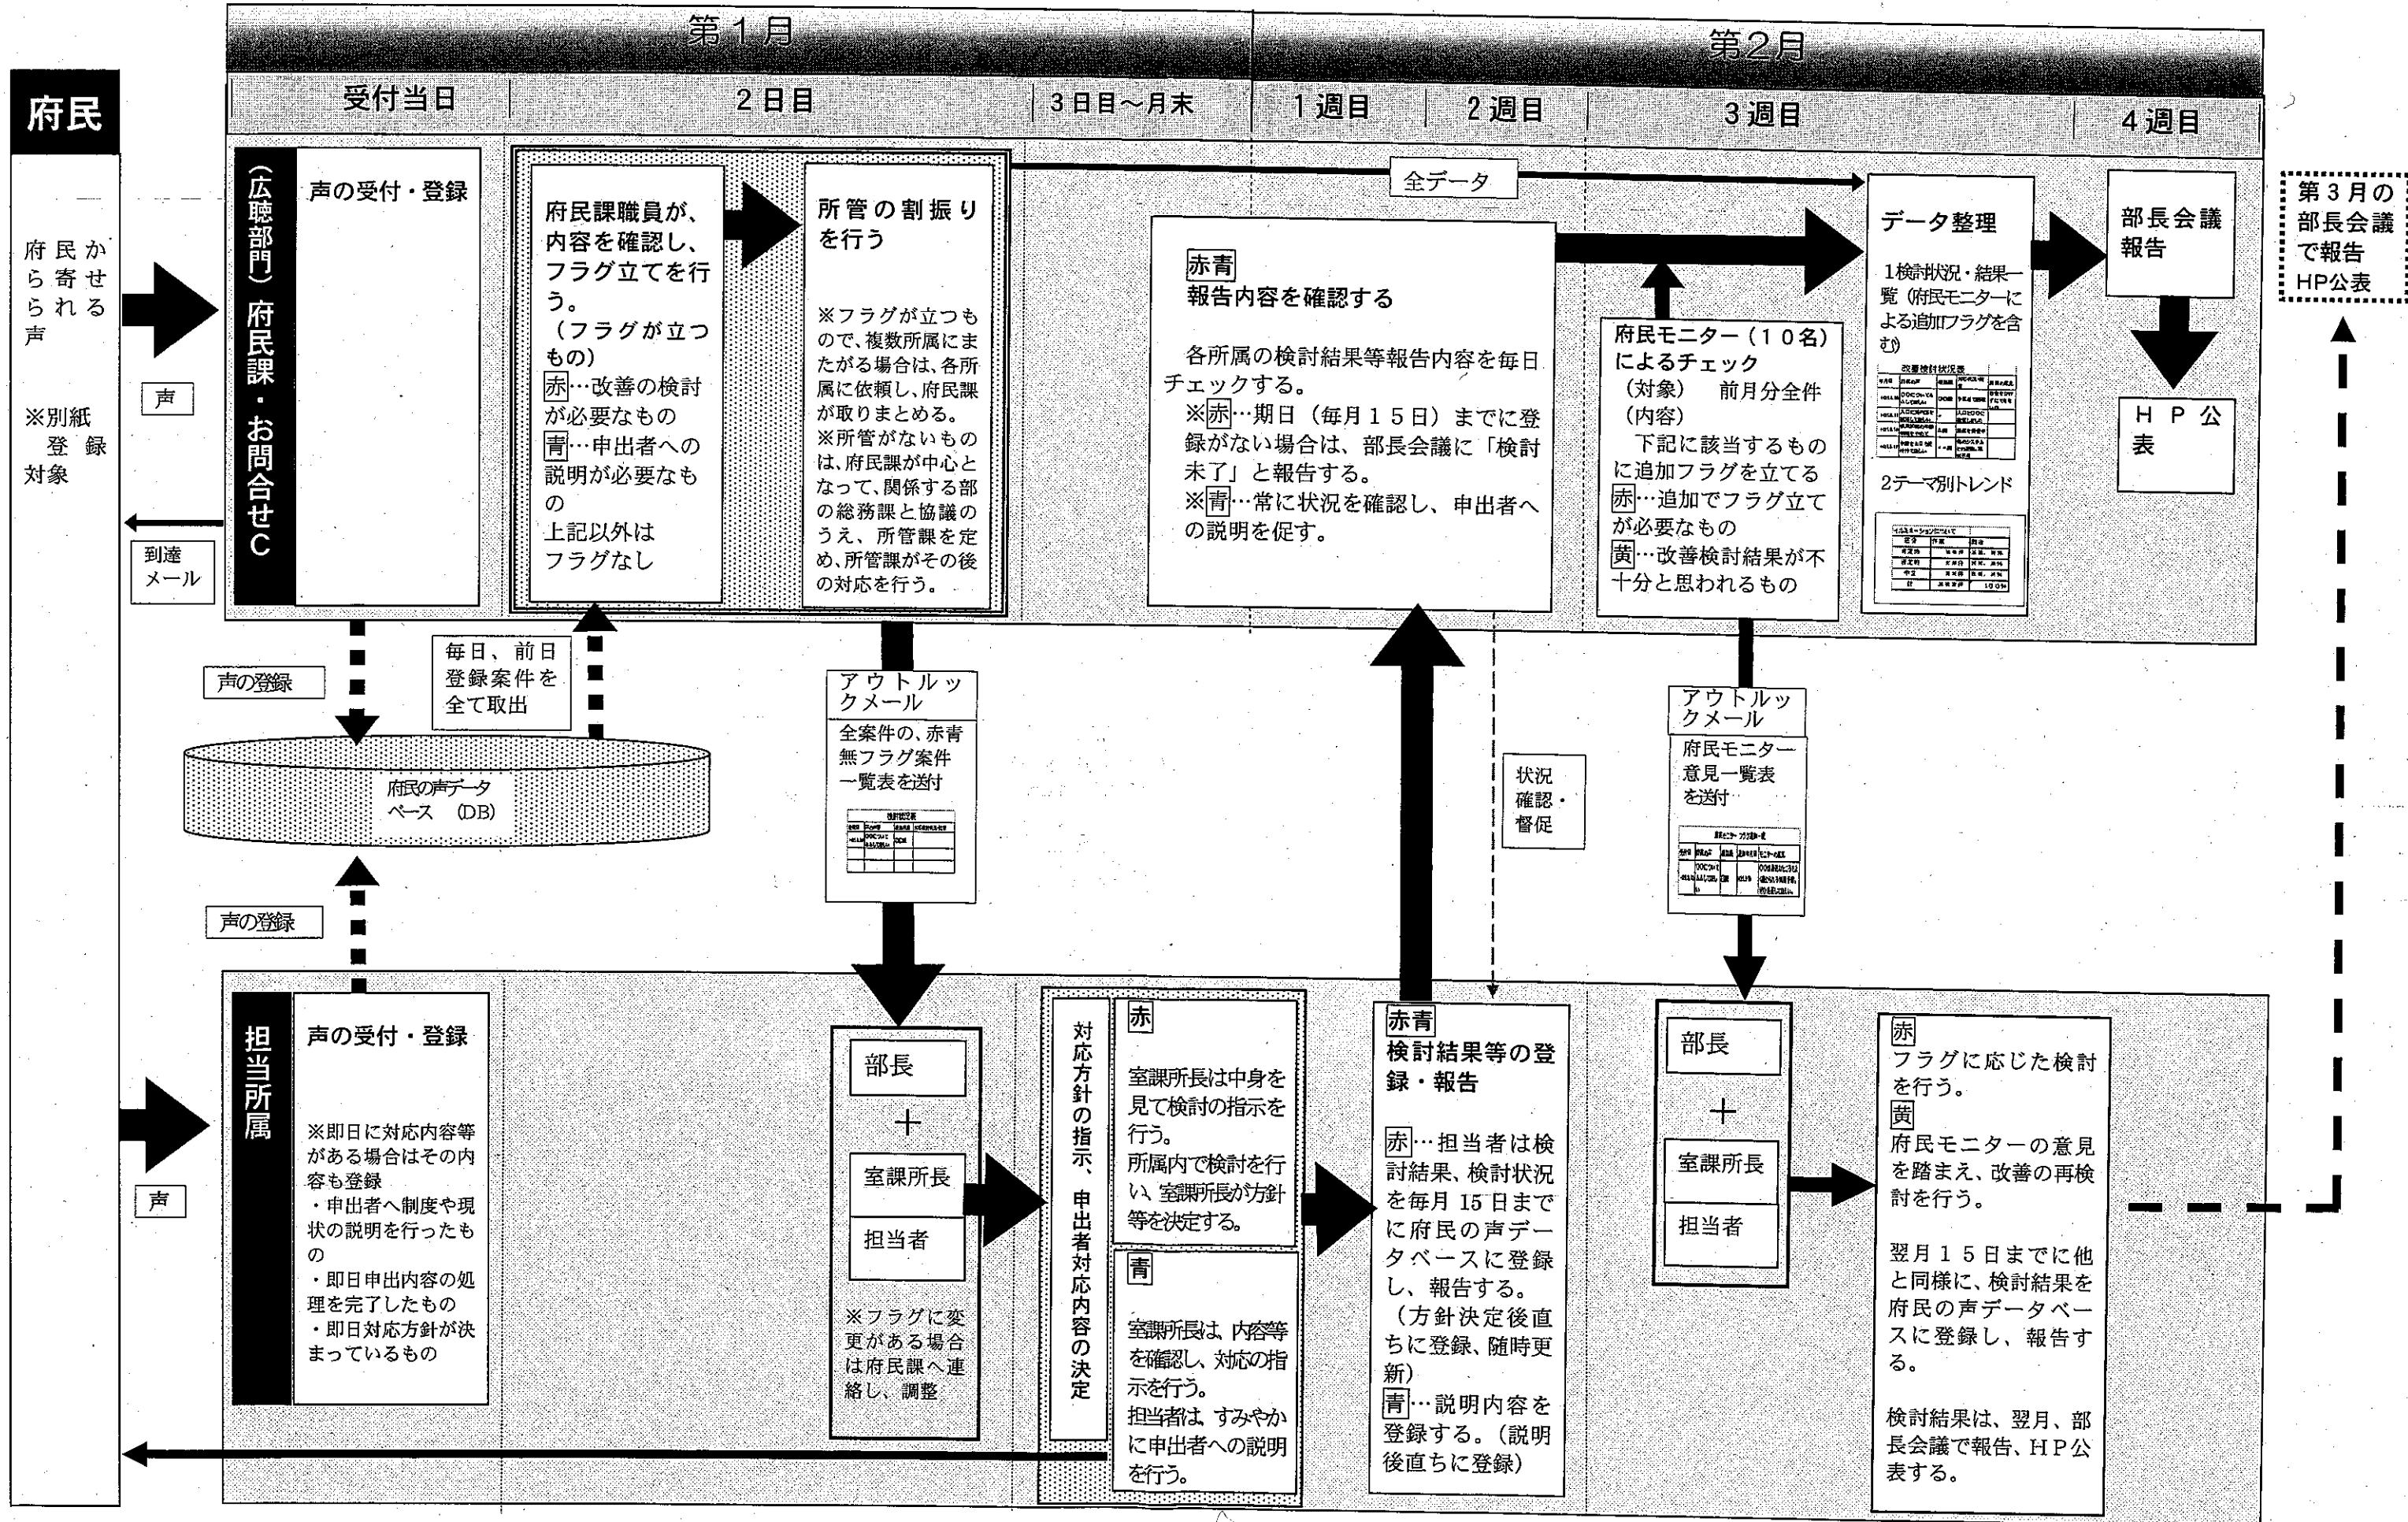 第１月
第２月
受付当日
２日目
３日目～月末
１週目
２週目
３週目
４週目
府民
府民か
ら寄せ
られる
声
※別紙
登録
対象
声
到達
メール
声
（広聴部門）府民課・お問合せＣ
声の受付・登録
府民課職員が、
内容を確認し、
フラグ立てを行
う。
（フラグが立つ
もの）
赤…改善の検討
が必要なもの
青…申出者への
説明が必要なも
の
上記以外は
フラグなし
所管の割振り
を行う
※フラグが立つも
ので、複数所属にま
たがる場合は、各所
属に依頼し、府民課
が取りまとめる。
※所管がないもの
は、府民課が中心と
なって、関係する部
の総務課と協議の
うえ、所管課を定
め、所管課がその後
の対応を行う。
全データ
赤青
報告内容を確認する
各所属の検討結果等報告内容を毎日
チェックする。
※赤…期日（毎月１５日）までに登
録がない場合は、部長会議に「検討
未了」と報告する。
※青…常に状況を確認し、申出者へ
の説明を促す。
府民モニター（１０名）
によるチェック
（対象）　前月分全件
（内容）
下記に該当するもの
に追加フラグを立てる
赤…追加でフラグ立て
が必要なもの
黄…改善検討結果が不
十分と思われるもの
データ整理
1検討状況・結果一
覧（府民モニターに
よる追加フラグを含
む）
改善検討状況表
2テーマ別トレンド
部長会議
報告
ＨＰ公
表
第３月の
部長会議
で報告
HP公表
声の登録
毎日、前日
登録案件を
全て取出
府民の声データ
ベース　（DB）
声の登録
アウトルッ
クメール
全案件の、赤青
無フラグ案件
一覧表を送付
検討状況表
状況
確認・
督促
アウトルッ
クメール
府民モニター
意見一覧表
を送付
担当所属
声の受付・登録
※即日に対応内容等
がある場合はその内
容も登録
・申出者へ制度や現
状の説明を行ったも
の
・即日申出内容の処
理を完了したもの
・即日対応方針が決
まっているもの
部長
＋
室課所長
担当者
※フラグに変
更がある場合
は府民課へ連
絡し、調整
対応方針の指示、申出者対応内容の決定
赤
室課所長は中身を
見て検討の指示を
行う。
所属内で検討を行
い、室課所長が方針
等を決定する。
青
室課所長は、内容等
を確認し、対応の指
示を行う。
担当者は、すみやか
に申出者への説明
を行う。
赤青
検討結果等の登
録・報告
赤…担当者は検
討結果、検討状況
を毎月 15 日まで
に府民の声デー
タベースに登録
し、報告する。
（方針決定後直
ちに登録、随時更
新）
青…説明内容を
登録する。（説明
後直ちに登録）
部長
＋
室課所長
担当者
赤
フラグに応じた検討
を行う。
黄
府民モニターの意見
を踏まえ、改善の再検
討を行う。
翌月１５日までに他
と同様に、検討結果を
府民の声データベー
スに登録し、報告す
る。
検討結果は、翌月、部
長会議で報告、ＨＰ公
表する。